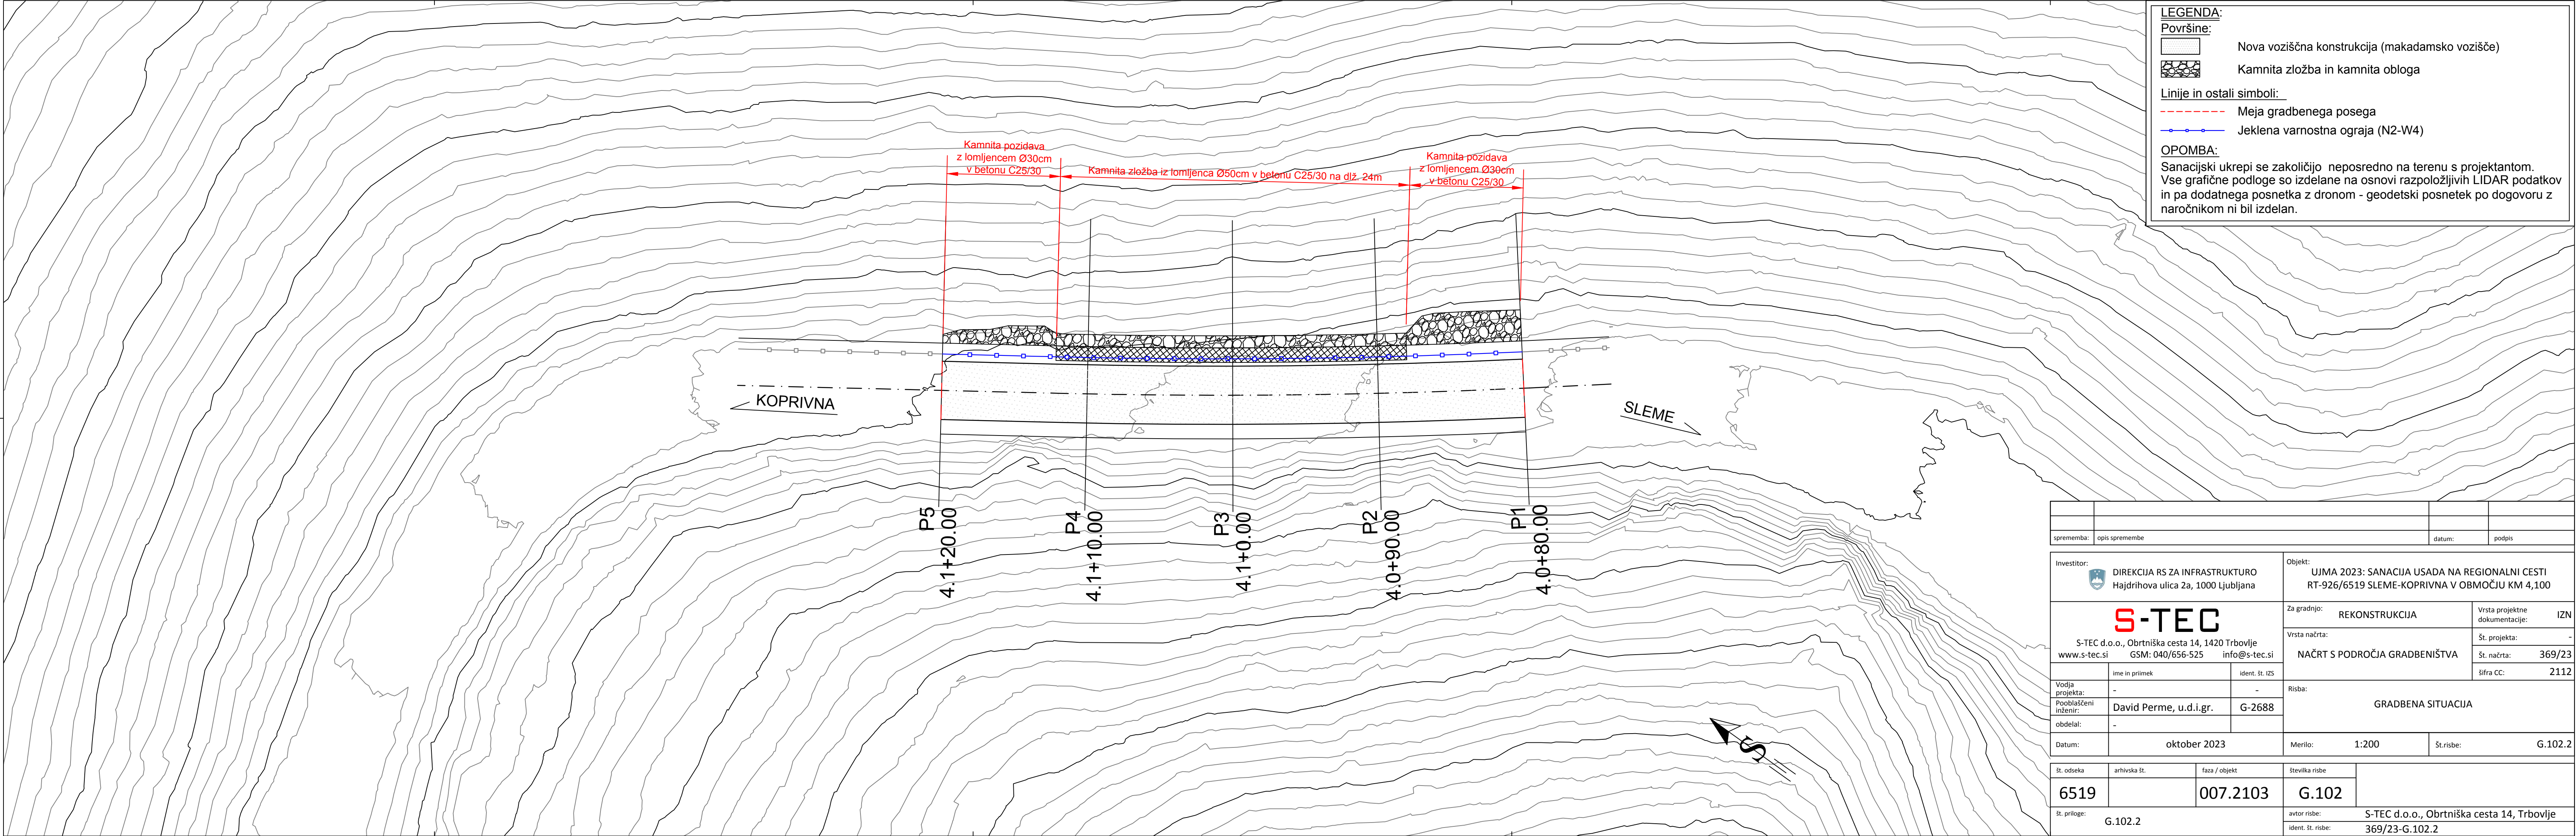 LEGENDA:
Površine:
Nova voziščna konstrukcija (makadamsko vozišče)
Kamnita zložba in kamnita obloga
Linije in ostali simboli:
Meja gradbenega posega
Jeklena varnostna ograja (N2-W4)
OPOMBA:
Sanacijski ukrepi se zakoličijo neposredno na terenu s projektantom.
Vse grafične podloge so izdelane na osnovi razpoložljivih LIDAR podatkov
in pa dodatnega posnetka z dronom - geodetski posnetek po dogovoru z
naročnikom ni bil izdelan.
Kamnita pozidava
z lomljencem Ø30cm
v betonu C25/30
Kamnita zložba iz lomljenca Ø50cm v betonu C25/30 na dlž. 24m
Kamnita pozidava
z lomljencem Ø30cm
v betonu C25/30
KOPRIVNA
SLEME
P5
4.1+20.00
P4
4.1+10.00
P3
4.1+0.00
P2
4.0+90.00
P1
4.0+80.00
S
sprememba: opis spremembe datum: podpis
Investitor:
DIREKCIJA RS ZA INFRASTRUKTURO
Hajdrihova ulica 2a, 1000 Ljubljana
Objekt:
UJMA 2023: SANACIJA USADA NA REGIONALNI CESTI
RT-926/6519 SLEME-KOPRIVNA V OBMOČJU KM 4,100
S-TEC
S-TEC d.o.o., Obrtniška cesta 14, 1420 Trbovlje
www.s-tec.si GSM: 040/656-525 info@s-tec.si
Za gradnjo: REKONSTRUKCIJA
Vrsta projektne
dokumentacije: IZN
Vrsta načrta:
NAČRT S PODROČJA GRADBENIŠTVA
Št. projekta: -
Št. načrta: 369/23
šifra CC: 2112
ime in priimek ident. št. IZS
Vodja
projekta: - -
Pooblaščeni
inženir: David Perme, u.d.i.gr. G-2688
obdelal: -
Risba:
GRADBENA SITUACIJA
Datum: oktober 2023
Merilo: 1:200
Št.risbe: G.102.2
št. odseka arhivska št. faza / objekt številka risbe
6519 007.2103 G.102
št. priloge: G.102.2
avtor risbe: S-TEC d.o.o., Obrtniška cesta 14, Trbovlje
ident. št. risbe: 369/23-G.102.2